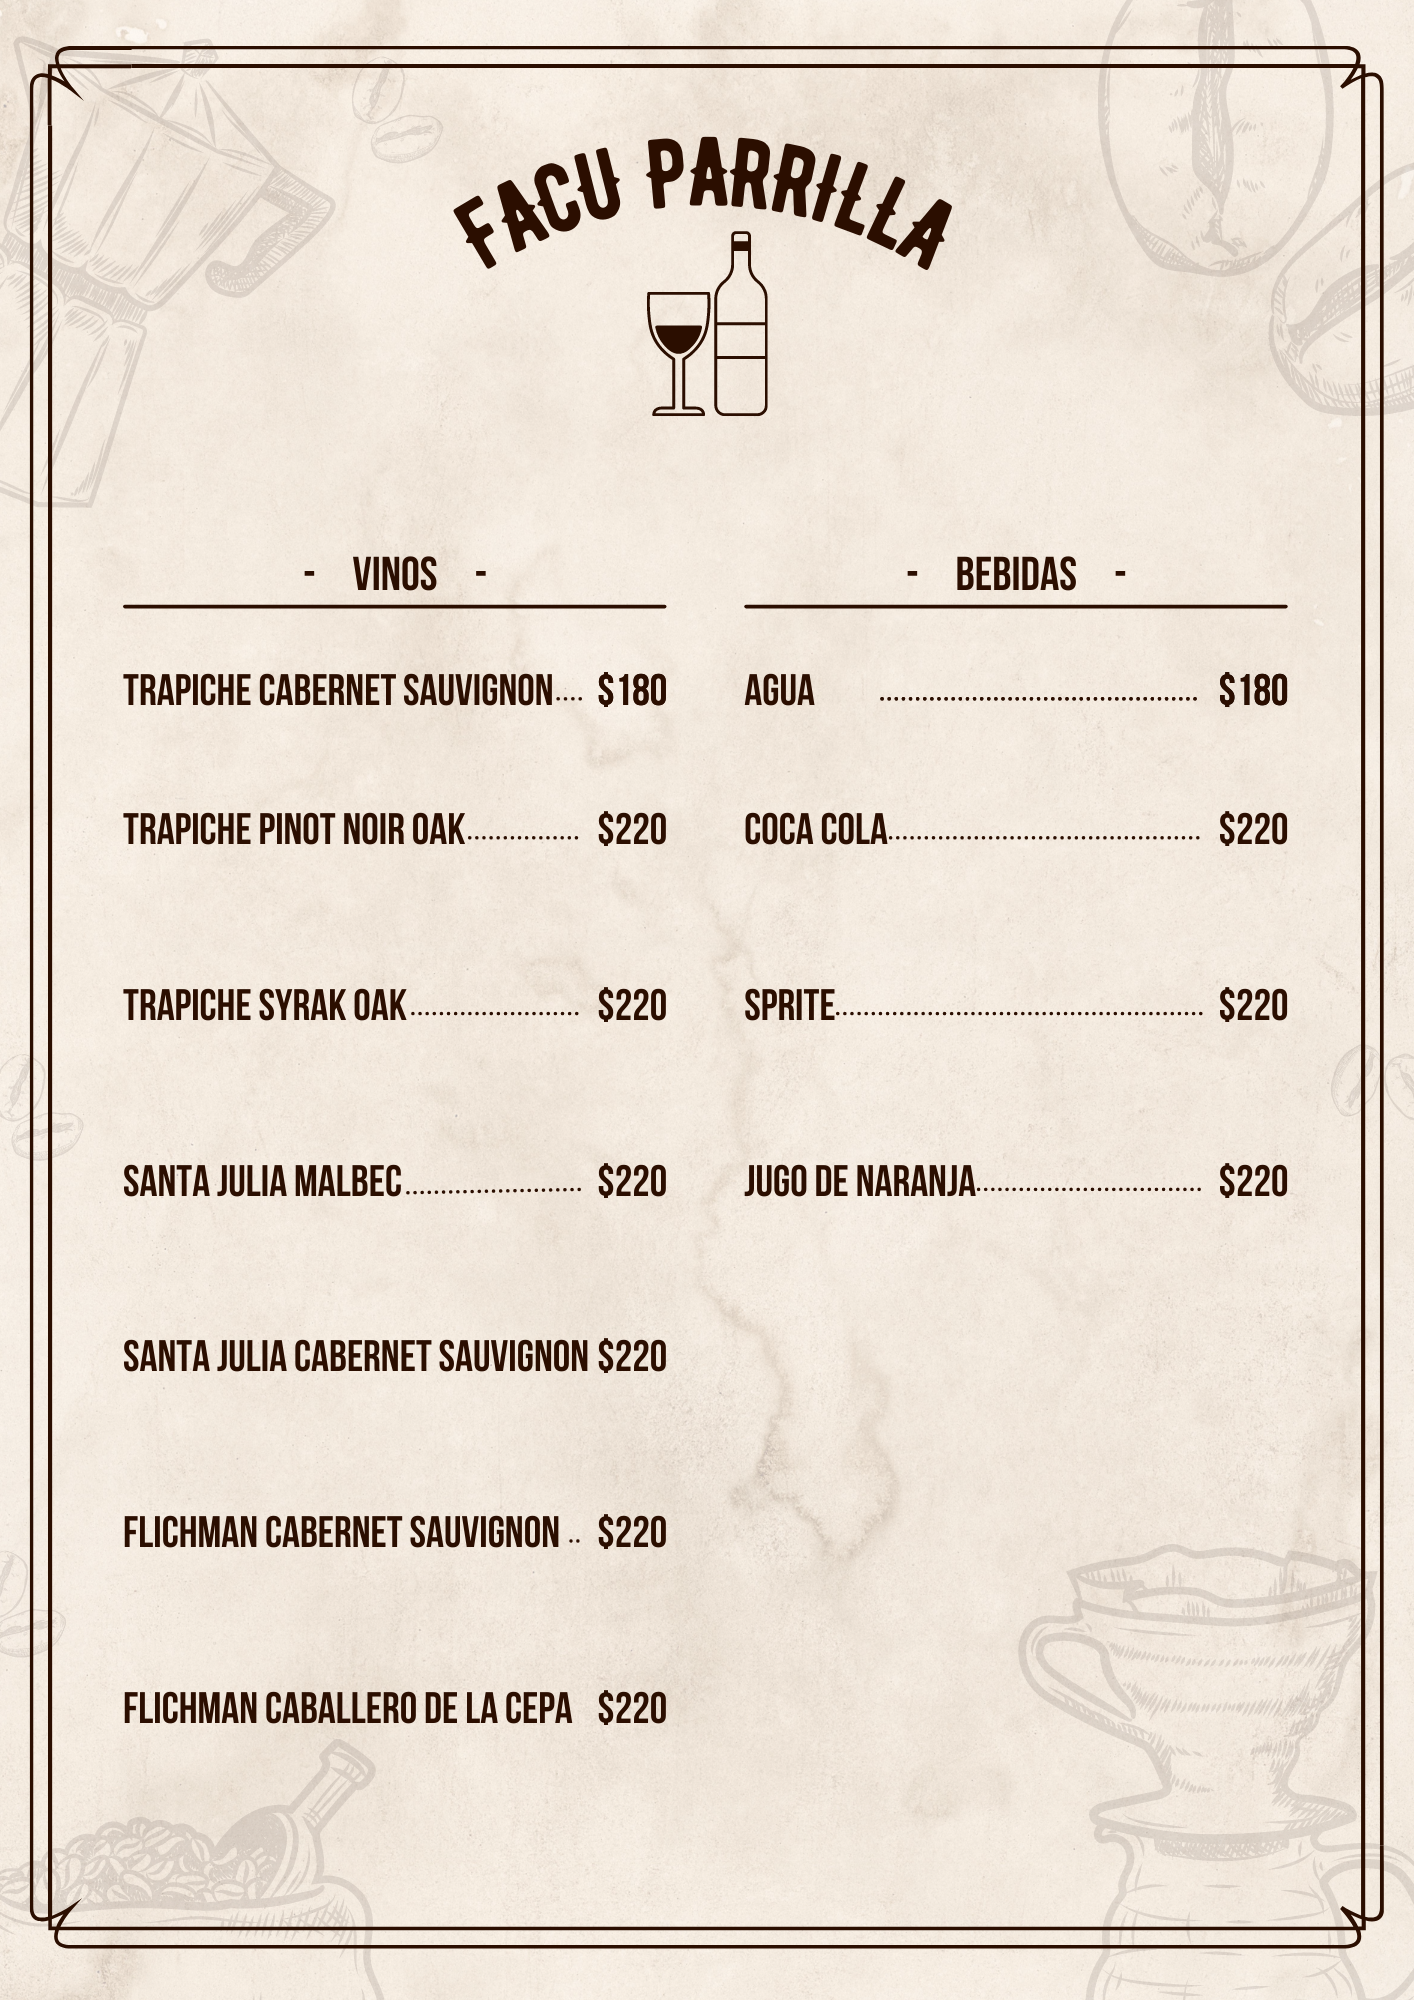 FACU PARRILLA
- VINOS -
TRAPICHE CABERNET SAUVIGNON.... $180
TRAPICHE PINOT NOIR OAK................ $220
TRAPICHE SYRAK OAK........................ $220
SANTA JULIA MALBEC......................... $220
SANTA JULIA CABERNET SAUVIGNON $220
FLICHMAN CABERNET SAUVIGNON .. $220
FLICHMAN CABALLERO DE LA CEPA $220
- BEBIDAS -
AGUA ............................................. $180
COCA COLA............................................ $220
SPRITE.................................................... $220
JUGO DE NARANJA................................ $220